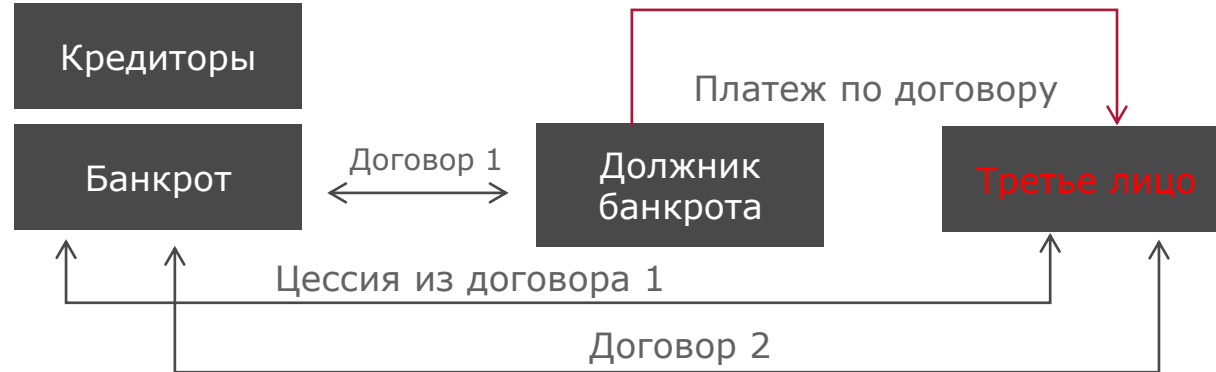 Кредиторы
Платеж по договору
Банкрот
Договор 1
Должник
банкрота
Третье лицо
Цессия из договора 1
Договор 2